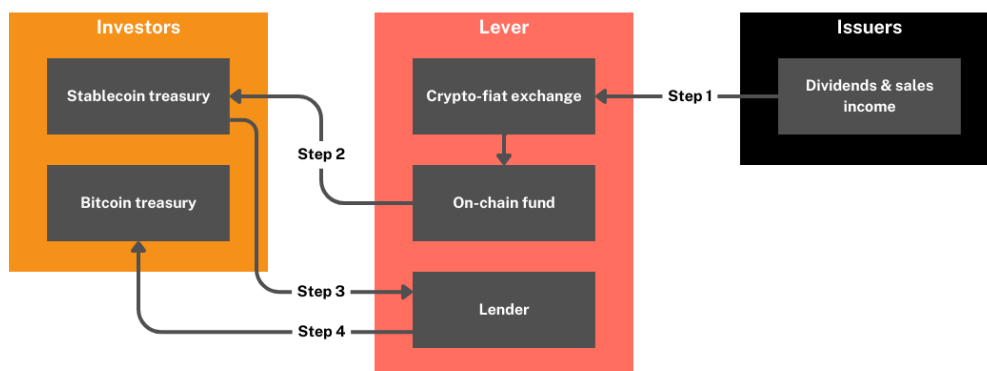 Investors
Lever
Issuers
Stablecoin treasury
Crypto-fiat exchange
Step 1
Dividends & sales
income
Step 2
Bitcoin treasury
On-chain fund
Step 3
Lender
Step 4